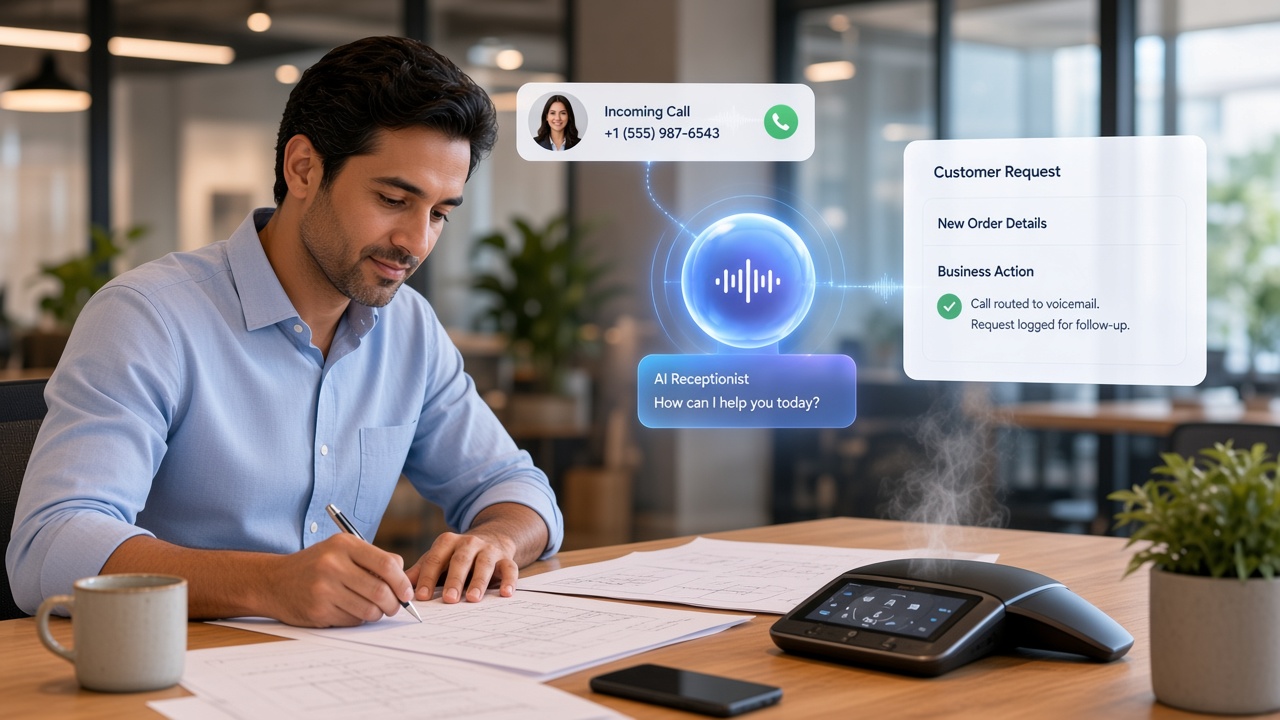 Incoming Call
+1 (555) 987-6543
Customer Request
New Order Details
Business Action
Call routed to voicemail.
Request logged for follow-up.
AI Receptionist
How can I help you today?